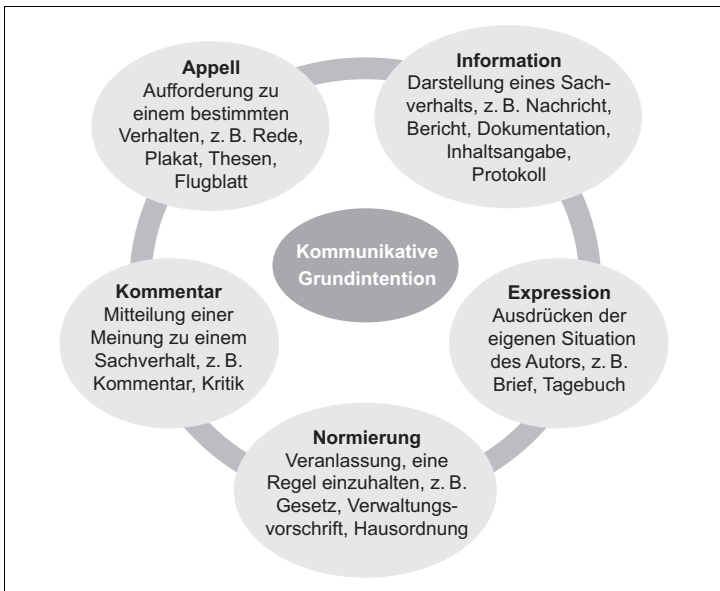 Appell
Aufforderung zu
einem bestimmten
Verhalten, z. B. Rede,
Plakat, Thesen,
Flugblatt
Information
Darstellung eines Sach-
verhalts, z. B. Nachricht,
Bericht, Dokumentation,
Inhaltsangabe,
Protokoll
Kommunikative
Grundintention
Kommentar
Mitteilung einer
Meinung zu einem
Sachverhalt, z. B.
Kommentar, Kritik
Expression
Ausdrücken der
eigenen Situation
des Autors, z. B.
Brief, Tagebuch
Normierung
Veranlassung, eine
Regel einzuhalten, z. B.
Gesetz, Verwaltungs-
vorschrift, Hausordnung